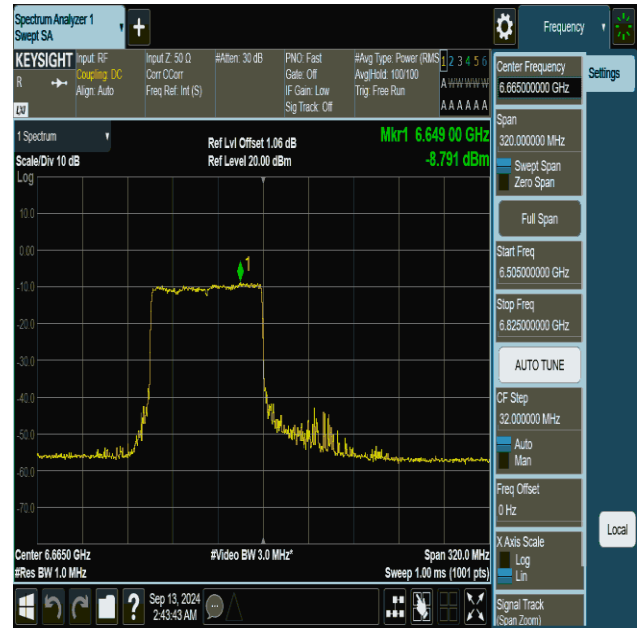 Spectrum Analyzer 1
Swept SA
+
Frequency
KEYSIGHT
R
LXI
Input: RF
Coupling: DC
Align: Auto
Input Z: 50 Ω
Corr CCorr
Freq Ref: Int (S)
#Atten: 30 dB
PNO: Fast
Gate: Off
IF Gain: Low
Sig Track: Off
#Avg Type: Power (RMS
Avg|Hold: 100/100
Trig: Free Run
1 2 3 4 5 6
A W W W W W
A A A A A A
Center Frequency
6.665000000 GHz
Settings
Span
320.000000 MHz
Swept Span
Zero Span
Full Span
Start Freq
6.505000000 GHz
Stop Freq
6.825000000 GHz
AUTO TUNE
CF Step
32.000000 MHz
Auto
Man
Freq Offset
0 Hz
X Axis Scale
Log
Lin
Signal Track
(Span Zoom)
Local
1 Spectrum
Scale/Div 10 dB
Log
Ref Lvl Offset 1.06 dB
Ref Level 20.00 dBm
Mkr1 6.649 00 GHz
-8.791 dBm
10.0
0.00
-10.0
-20.0
-30.0
-40.0
-50.0
-60.0
-70.0
1
Center 6.6650 GHz
#Res BW 1.0 MHz
#Video BW 3.0 MHz*
Span 320.0 MHz
Sweep 1.00 ms (1001 pts)
?
Sep 13, 2024
2:43:43 AM